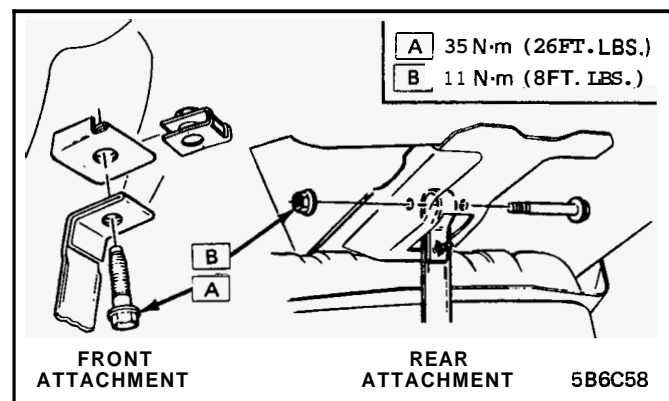 A 35 N·m (26FT. LBS.)
B 11 N·m (8FT. LBS.)
B
A
FRONT
ATTACHMENT
REAR
ATTACHMENT
5B6C58